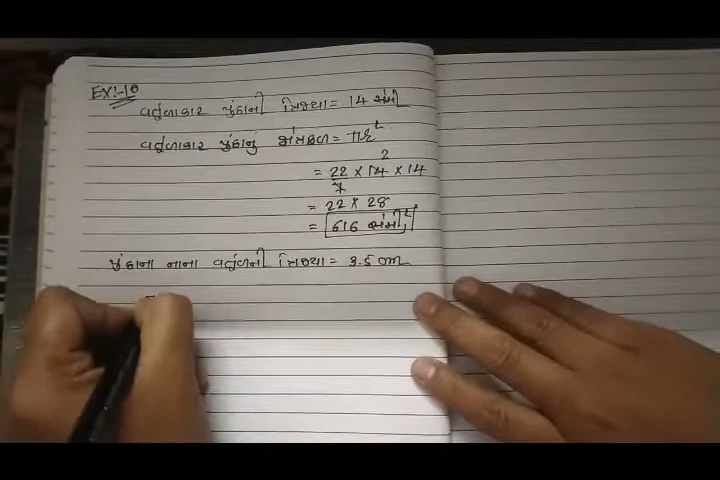 EX:-10
વર્તુળાકાર પુંઠાની ત્રિજ્યા = 14 સેમી
વર્તુળાકાર પુંઠાનું ક્ષેત્રફળ = πr²
2
= 22/7 × 14 × 14
= 22 × 28
= 616 સેમી²
પુંઠાના નાના વર્તુળની ત્રિજ્યા = 3.5 cm